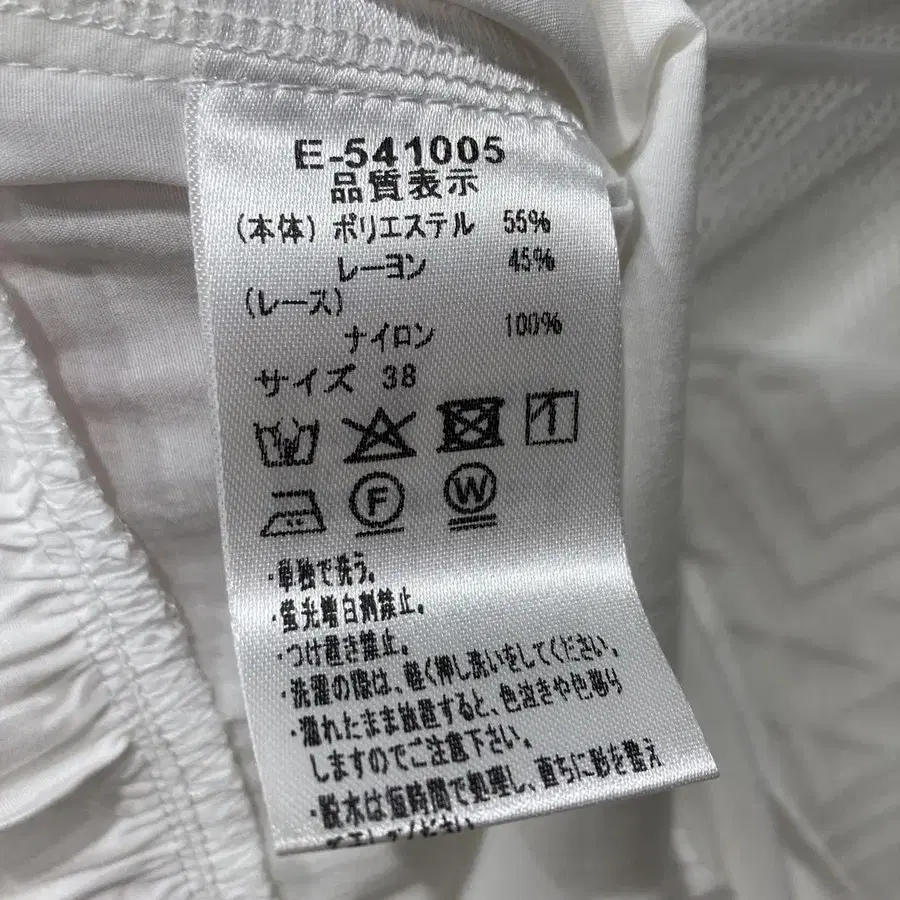 E-541005
品質表示
(本体) ポリエステル 55%
レーヨン 45%
(レース)
ナイロン 100%
サイズ 38
F W
・単独で洗う。
・蛍光増白剤禁止。
・つけ置き禁止。
・洗濯の際は、軽く押し洗いをしてください。
・濡れたまま放置すると、色泣きや色移り
しますのでご注意下さい。
・脱水は短時間で処理し、直ちに形を整え
てください